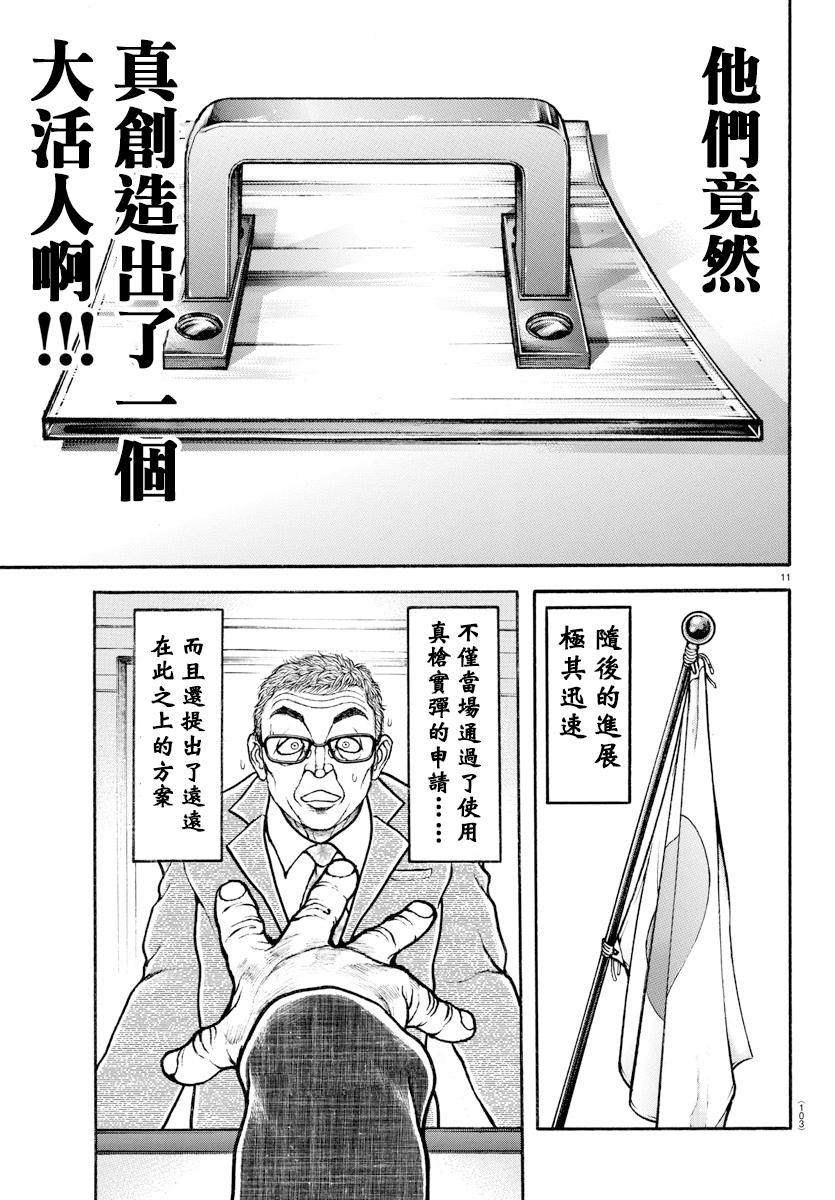 他們竟然
真創造出了一個
大活人啊!!!
11
隨後的進展
極其迅速
不僅當場通過了使用
真槍實彈的申請……
而且還提出了遠遠
在此之上的方案
(103)